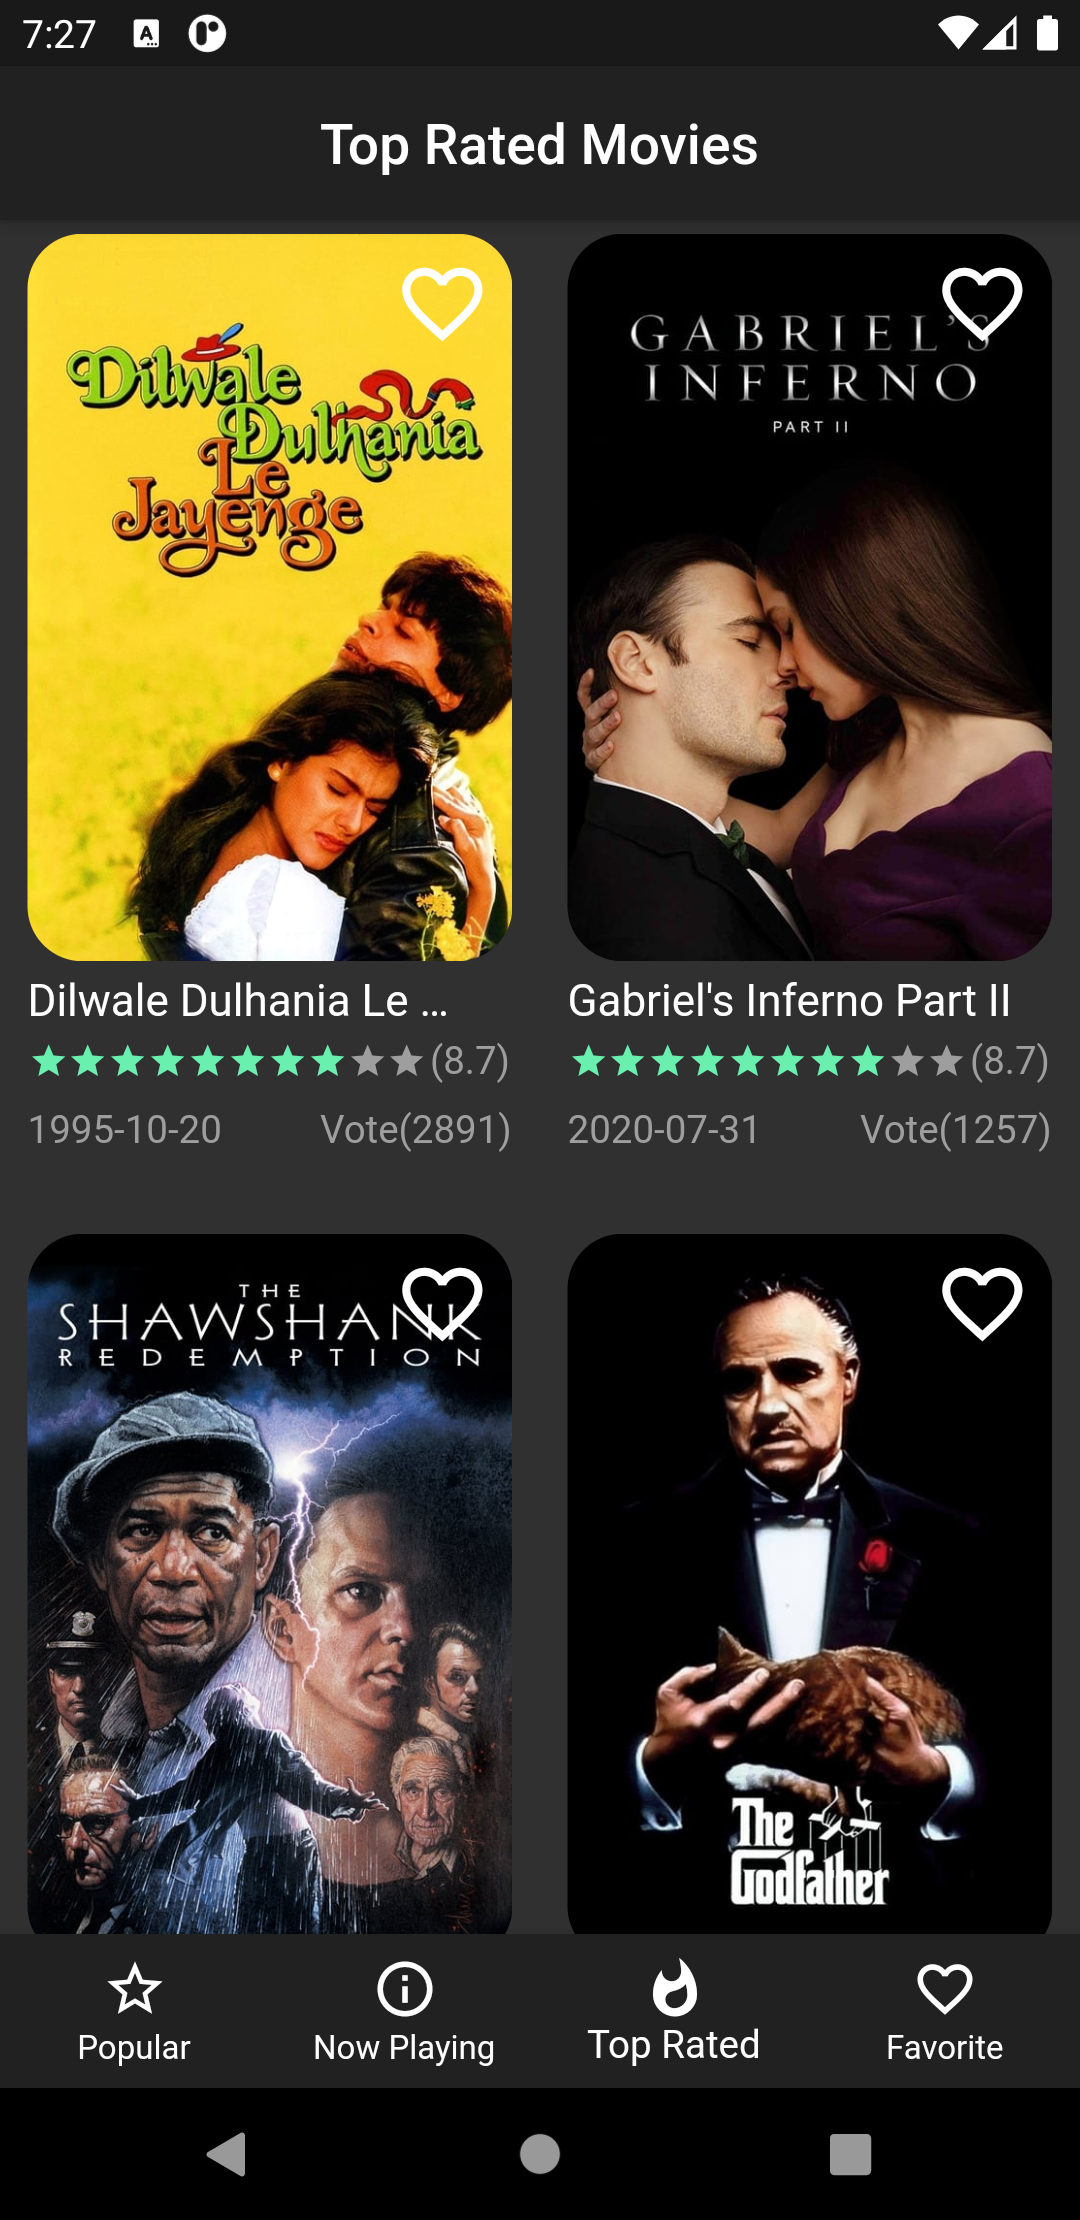 7:27
Top Rated Movies
Dilwale
Dulhania
Le
Jayenge
GABRIEL'S
INFERNO
PART II
Dilwale Dulhania Le ...
(8.7)
1995-10-20 Vote(2891)
Gabriel's Inferno Part II
(8.7)
2020-07-31 Vote(1257)
THE
SHAWSHANK
REDEMPTION
The
Godfather
Popular
Now Playing
Top Rated
Favorite